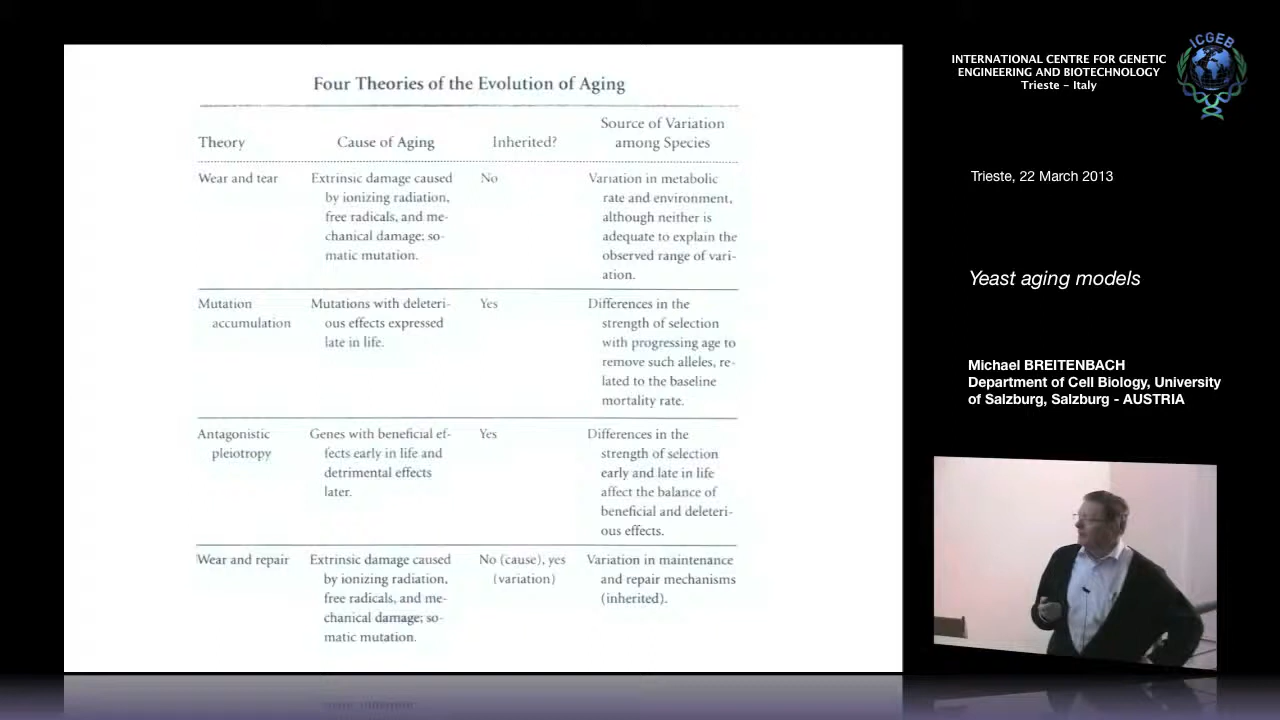 Four Theories of the Evolution of Aging
Source of Variation
Theory Cause of Aging Inherited? among Species
Wear and tear Extrinsic damage caused No Variation in metabolic
by ionizing radiation, rate and environment,
free radicals, and me- although neither is
chanical damage; so- adequate to explain the
matic mutation. observed range of vari-
ation.
Mutation Mutations with deleteri- Yes Differences in the
accumulation ous effects expressed strength of selection
late in life. with progressing age to
remove such alleles, re-
lated to the baseline
mortality rate.
Antagonistic Genes with beneficial ef- Yes Differences in the
pleiotropy fects early in life and strength of selection
detrimental effects early and late in life
later. affect the balance of
beneficial and deleteri-
ous effects.
Wear and repair Extrinsic damage caused No (cause), yes Variation in maintenance
by ionizing radiation, (variation) and repair mechanisms
free radicals, and me- (inherited).
chanical damage; so-
matic mutation.
INTERNATIONAL CENTRE FOR GENETIC
ENGINEERING AND BIOTECHNOLOGY
Trieste - Italy
ICGEB
Trieste, 22 March 2013
Yeast aging models
Michael BREITENBACH
Department of Cell Biology, University
of Salzburg, Salzburg - AUSTRIA